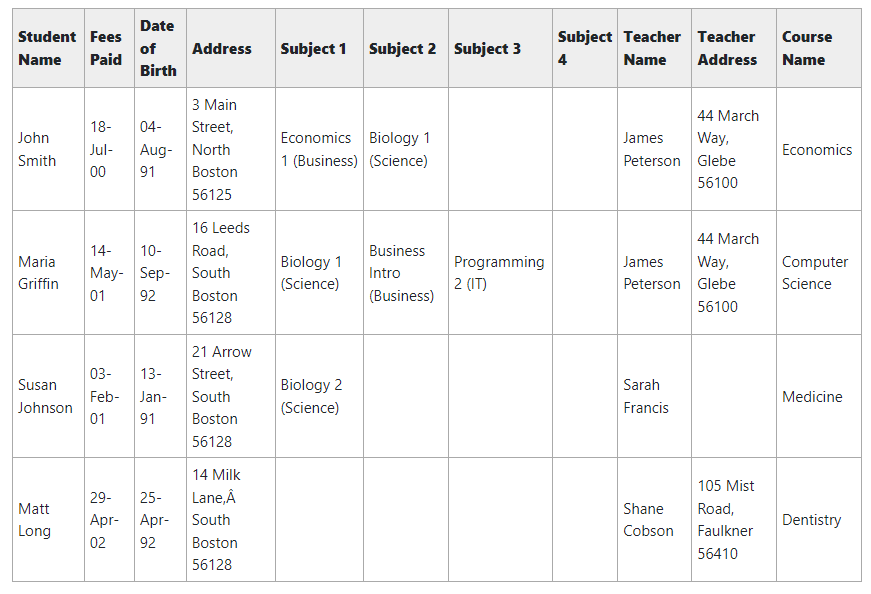 Student Name	Fees Paid	Date of Birth	Address	Subject 1	Subject 2	Subject 3	Subject 4	Teacher Name	Teacher Address	Course Name
John Smith	18-Jul-00	04-Aug-91	3 Main Street, North Boston 56125	Economics 1 (Business)	Biology 1 (Science)			James Peterson	44 March Way, Glebe 56100	Economics
Maria Griffin	14-May-01	10-Sep-92	16 Leeds Road, South Boston 56128	Biology 1 (Science)	Business Intro (Business)	Programming 2 (IT)		James Peterson	44 March Way, Glebe 56100	Computer Science
Susan Johnson	03-Feb-01	13-Jan-91	21 Arrow Street, South Boston 56128	Biology 2 (Science)				Sarah Francis		Medicine
Matt Long	29-Apr-02	25-Apr-92	14 Milk Lane,Â South Boston 56128					Shane Cobson	105 Mist Road, Faulkner 56410	Dentistry